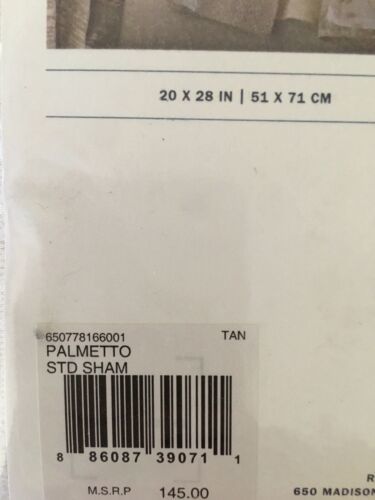 20 X 28 IN | 51 X 71 CM
650778166001 TAN
PALMETTO
STD SHAM
8 86087 39071 1
M.S.R.P 145.00
R
650 MADISON